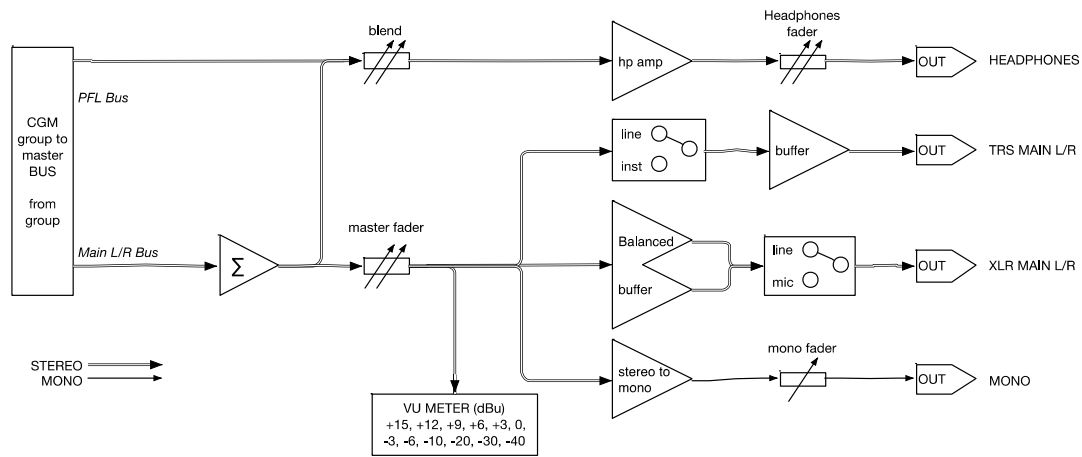 blend
Headphones
fader
hp amp
OUT
HEADPHONES
PFL Bus
CGM
group to
master
BUS
from
group
line
inst
buffer
OUT
TRS MAIN L/R
Main L/R Bus
Σ
master fader
Balanced
buffer
line
mic
OUT
XLR MAIN L/R
STEREO
MONO
stereo to
mono
mono fader
OUT
MONO
VU METER (dBu)
+15, +12, +9, +6, +3, 0,
-3, -6, -10, -20, -30, -40